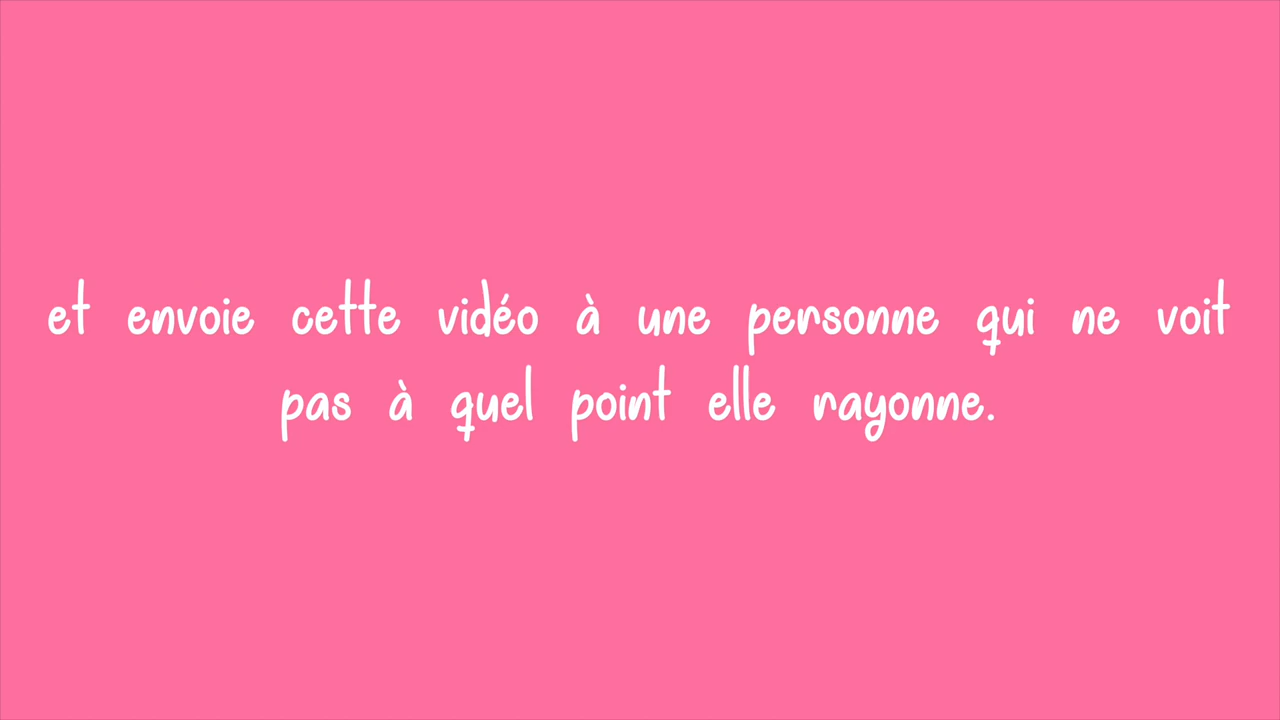 et envoie cette vidéo à une personne qui ne voit
pas à quel point elle rayonne.